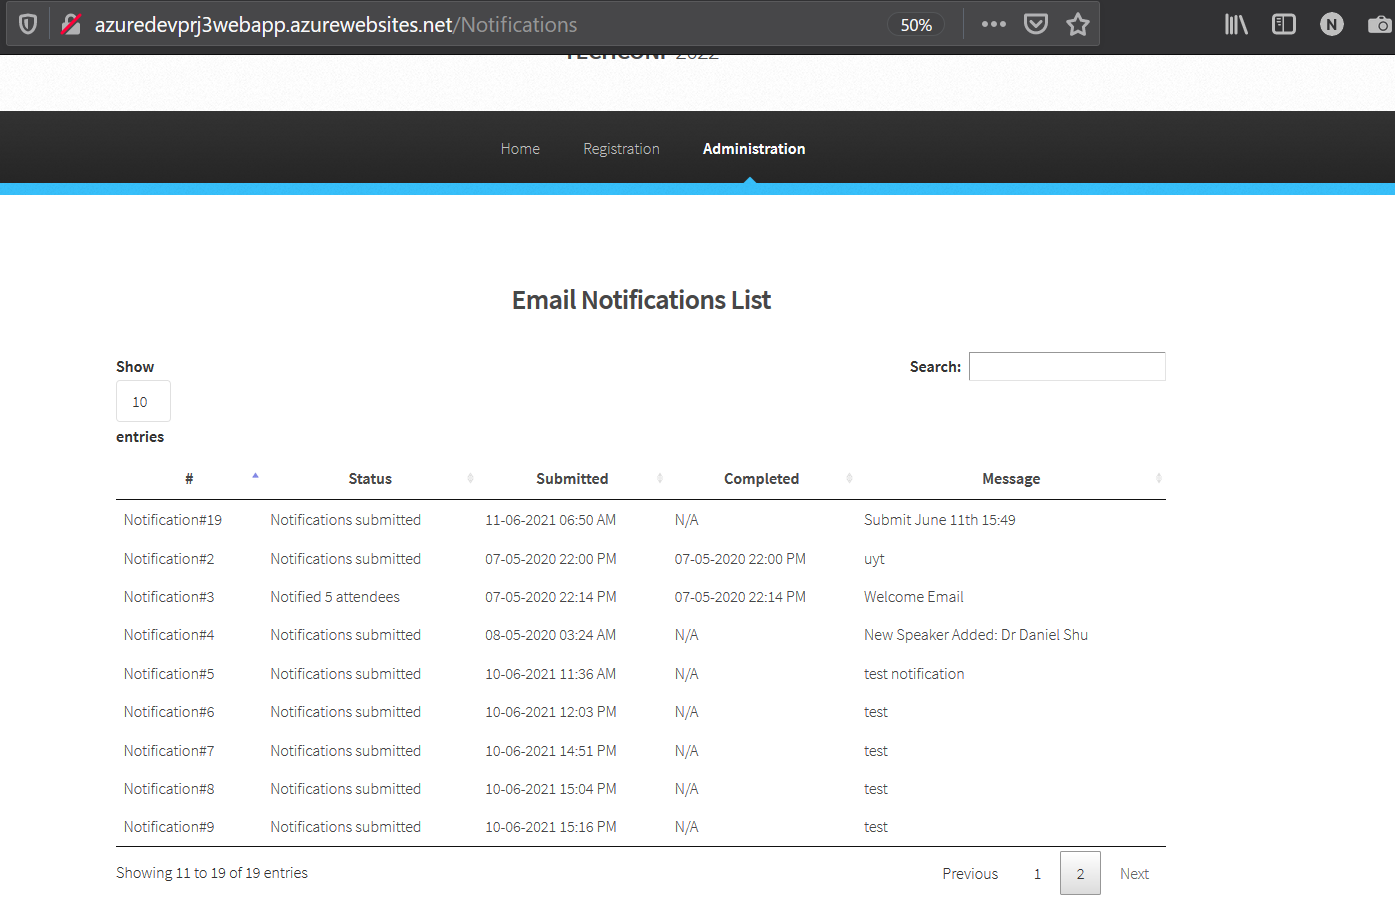 azuredevprj3webapp.azurewebsites.net/Notifications 50% N
TECHCONF 2022
Home Registration Administration
Email Notifications List
Show Search:
10
entries
# Status Submitted Completed Message
Notification#19 Notifications submitted 11-06-2021 06:50 AM N/A Submit June 11th 15:49
Notification#2 Notifications submitted 07-05-2020 22:00 PM 07-05-2020 22:00 PM uyt
Notification#3 Notified 5 attendees 07-05-2020 22:14 PM 07-05-2020 22:14 PM Welcome Email
Notification#4 Notifications submitted 08-05-2020 03:24 AM N/A New Speaker Added: Dr Daniel Shu
Notification#5 Notifications submitted 10-06-2021 11:36 AM N/A test notification
Notification#6 Notifications submitted 10-06-2021 12:03 PM N/A test
Notification#7 Notifications submitted 10-06-2021 14:51 PM N/A test
Notification#8 Notifications submitted 10-06-2021 15:04 PM N/A test
Notification#9 Notifications submitted 10-06-2021 15:16 PM N/A test
Showing 11 to 19 of 19 entries Previous 1 2 Next